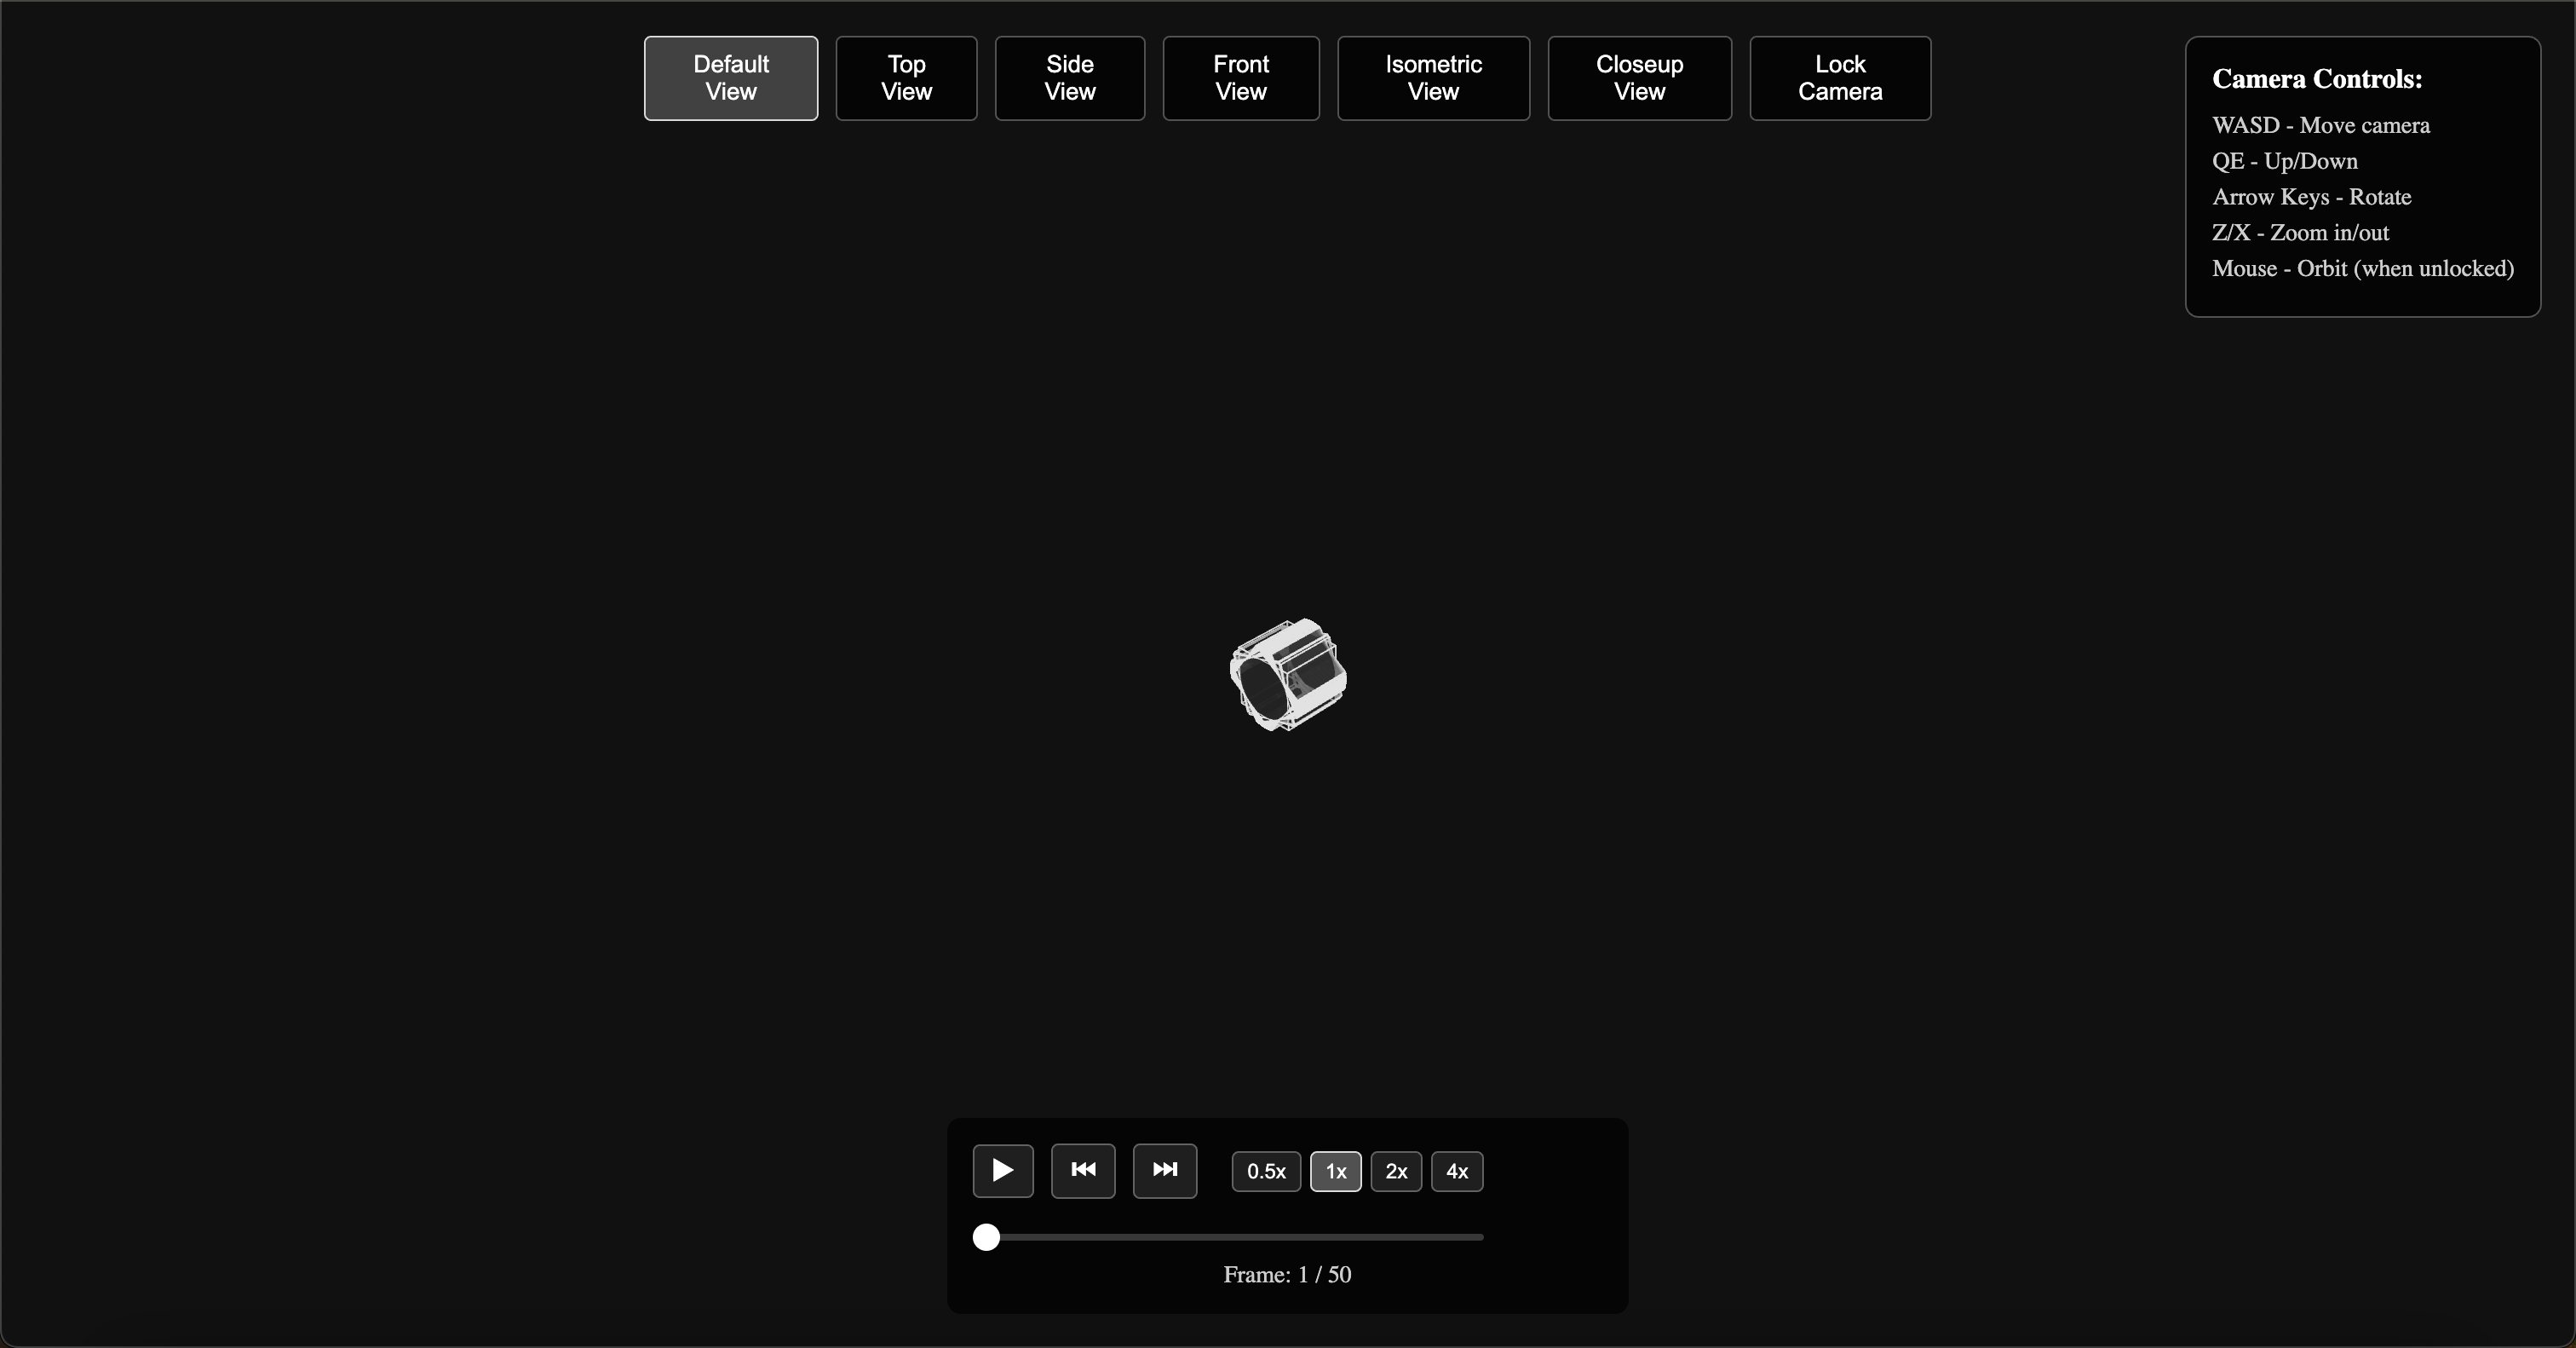 Default
View
Top
View
Side
View
Front
View
Isometric
View
Closeup
View
Lock
Camera
Camera Controls:
WASD - Move camera
QE - Up/Down
Arrow Keys - Rotate
Z/X - Zoom in/out
Mouse - Orbit (when unlocked)
0.5x
1x
2x
4x
Frame: 1 / 50